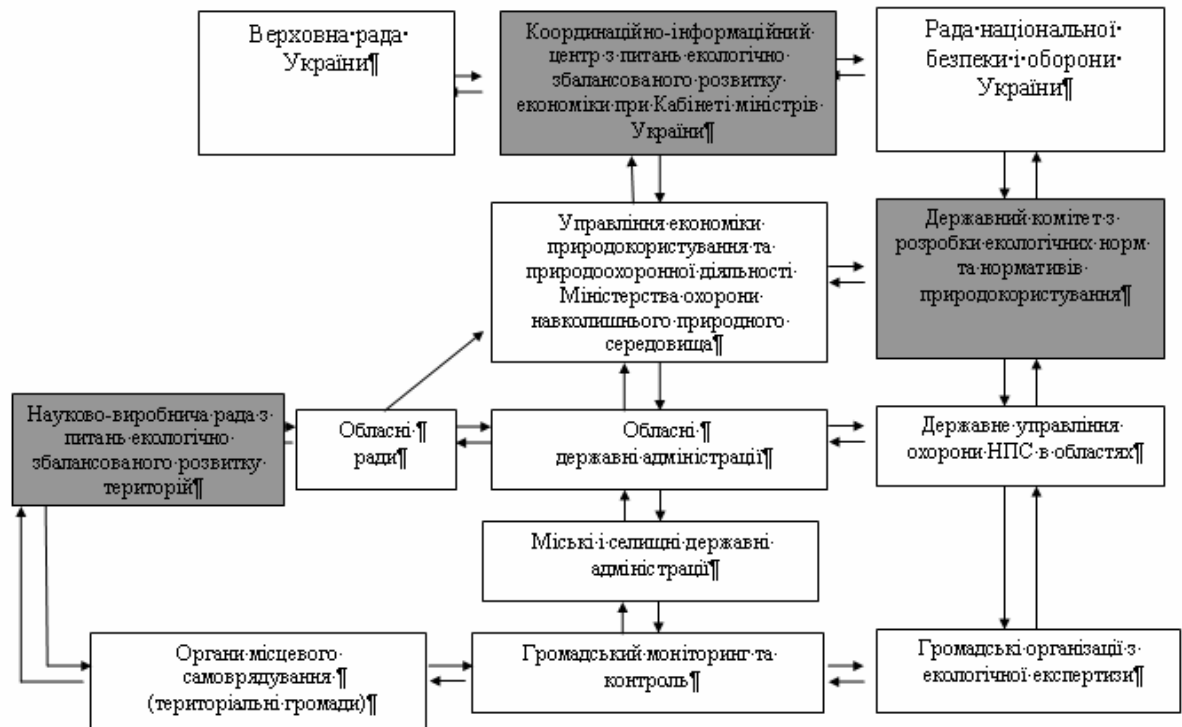 Верховна·рада·
України¶
Координаційно-інформаційний·
центр·з·питань·екологічно·
збалансованого·розвитку·
економіки·при·Кабінеті·міністрів·
України¶
Рада·національної·
безпеки·і·оборони·
України¶
Управління·економіки·
природокористування·та·
природоохоронної·діяльності·
Міністерства·охорони·
навколишнього·природного·
середовища¶
Державний·комітет·з·
розробки·екологічних·норм·
та·нормативів·
природокористування¶
Науково-виробнича·рада·з·
питань·екологічно·
збалансованого·розвитку·
територій¶
Обласні·¶
ради¶
Обласні·¶
державні·адміністрації¶
Державне·управління·
охорони·НПС·в·областях¶
Міські·і·селищні·державні·
адміністрації¶
Органи·місцевого·
самоврядування·¶
(територіальні·громади)¶
Громадський·моніторинг·та·
контроль¶
Громадські·організації·з·
екологічної·експертизи¶